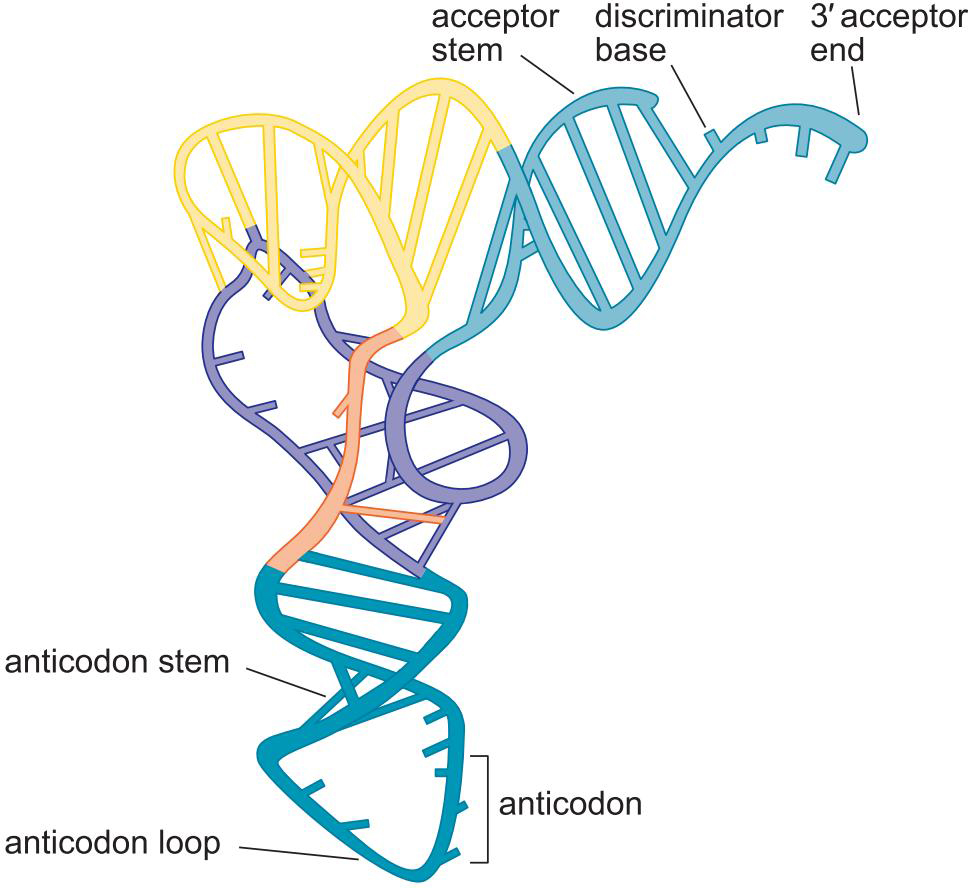 acceptor
stem
discriminator
base
3′ acceptor
end
anticodon stem
anticodon
anticodon loop